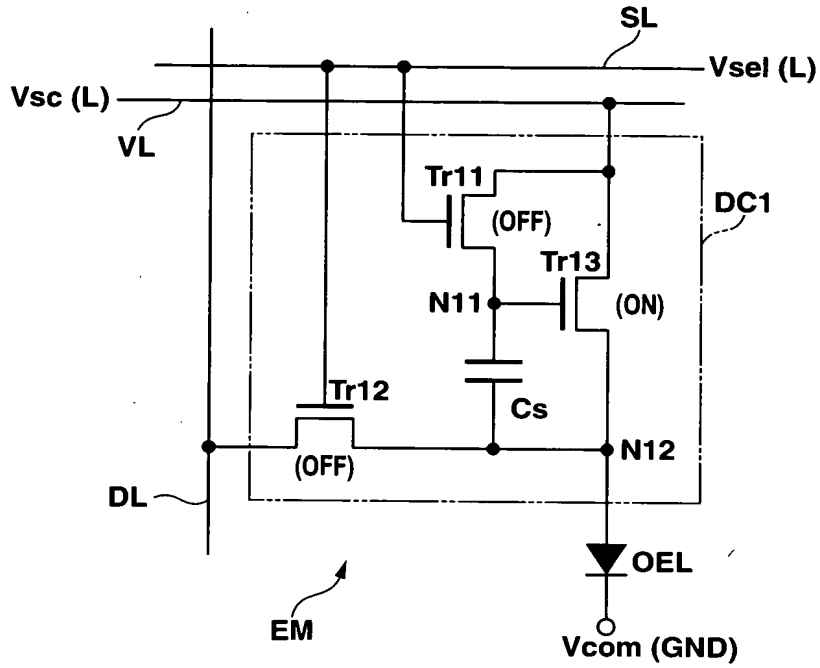 SL
Vsel (L)
Vsc (L)
VL
Tr11
(OFF)
DC1
Tr13
N11
(ON)
Tr12
Cs
(OFF)
N12
DL
OEL
EM
Vcom (GND)